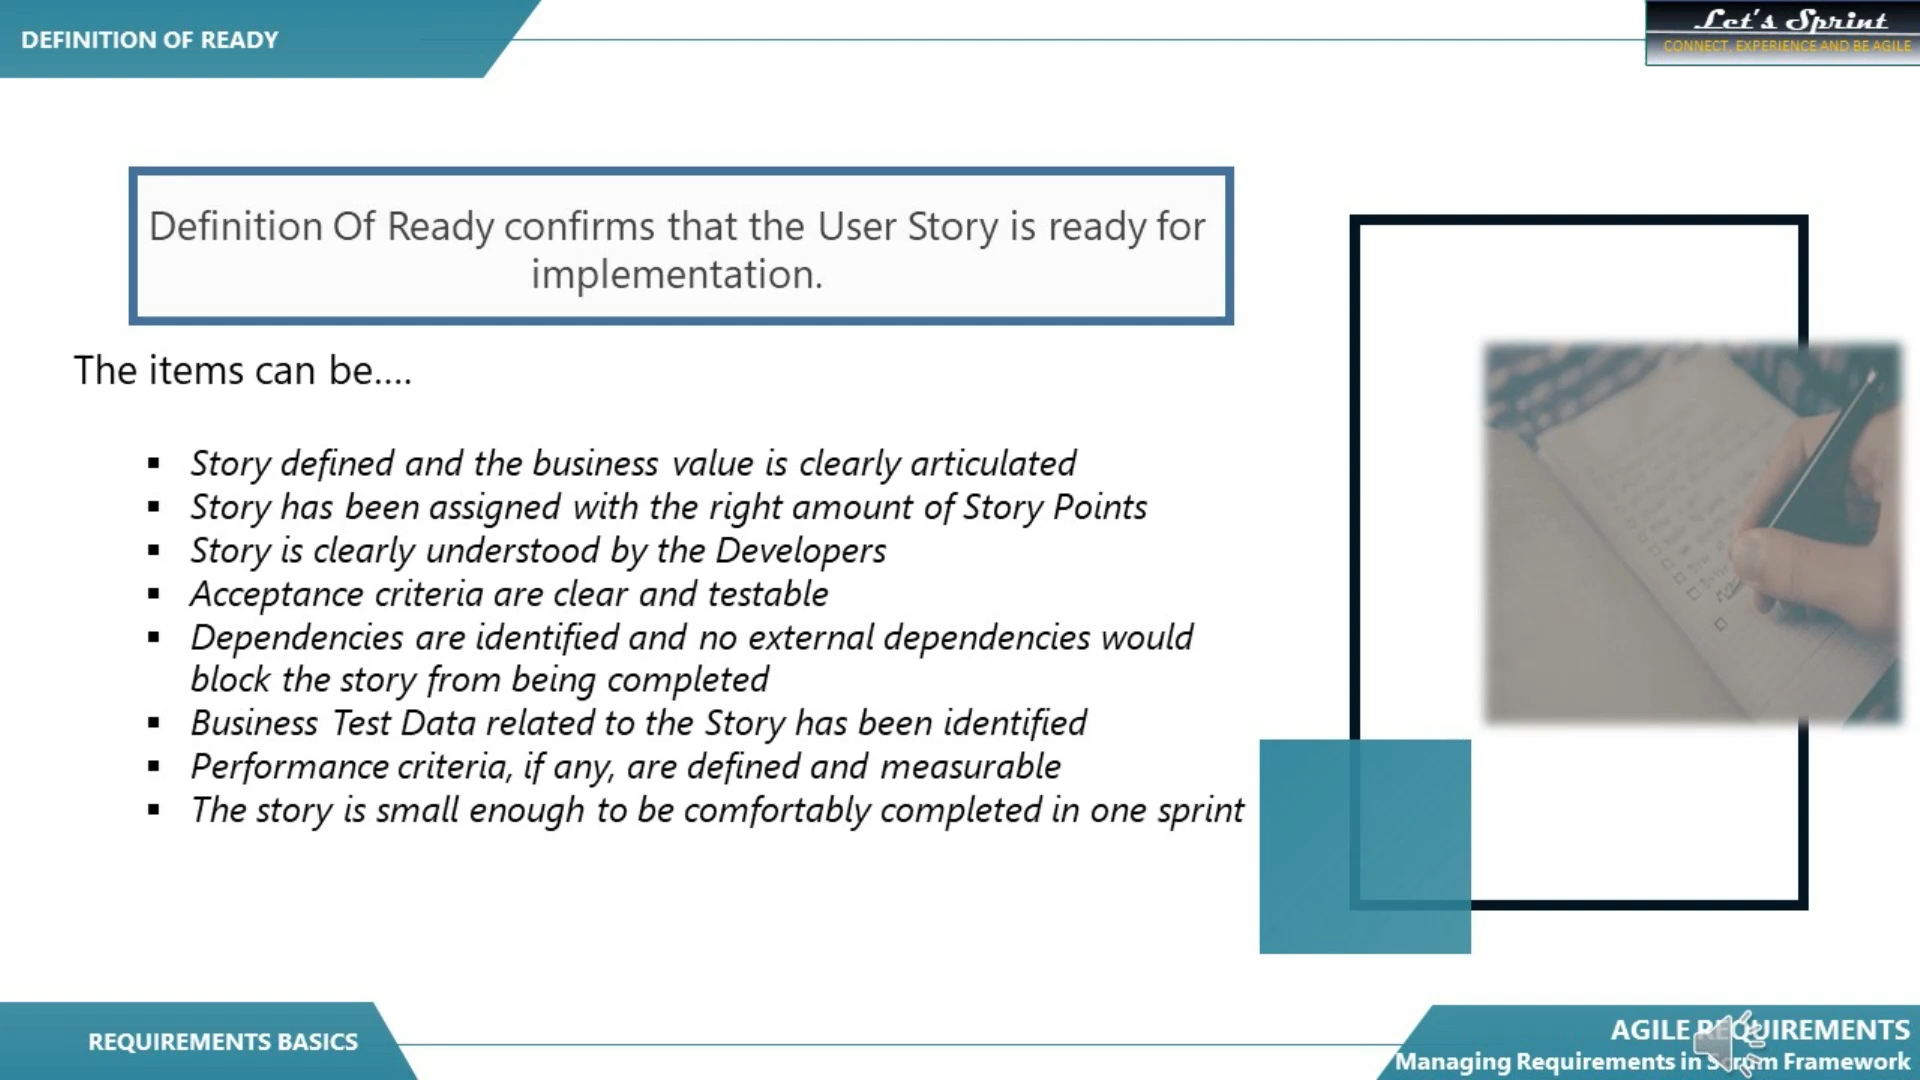 DEFINITION OF READY
Let's Sprint
CONNECT, EXPERIENCE AND BE AGILE
Definition Of Ready confirms that the User Story is ready for
implementation.
The items can be....
▪ Story defined and the business value is clearly articulated
▪ Story has been assigned with the right amount of Story Points
▪ Story is clearly understood by the Developers
▪ Acceptance criteria are clear and testable
▪ Dependencies are identified and no external dependencies would
block the story from being completed
▪ Business Test Data related to the Story has been identified
▪ Performance criteria, if any, are defined and measurable
▪ The story is small enough to be comfortably completed in one sprint
REQUIREMENTS BASICS
AGILE REQUIREMENTS
Managing Requirements in Scrum Framework